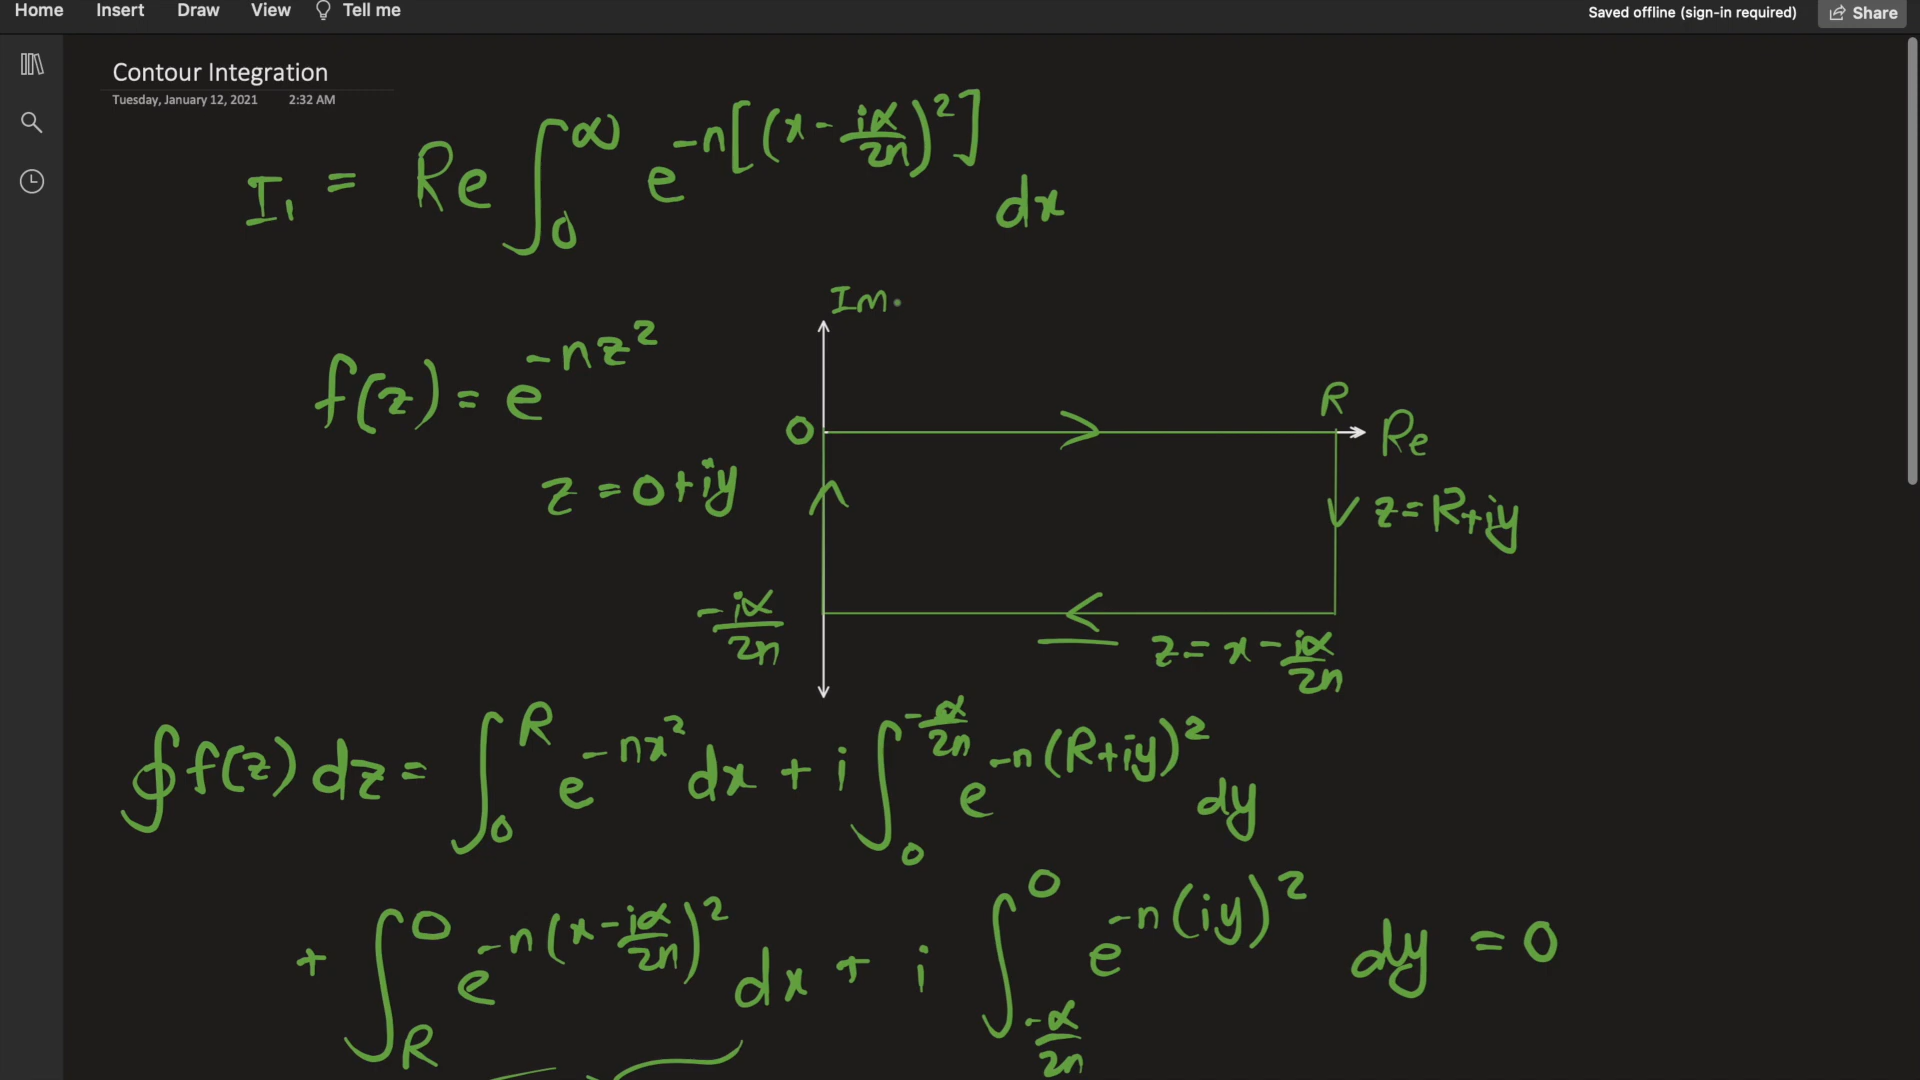 Home Insert Draw View Tell me Saved offline (sign-in required) Share
Contour Integration
Tuesday, January 12, 2021 2:32 AM
I₁ = Re ∫₀^∞ e^{-n[(x - iα/2n)²]} dx
Im.
f(z) = e^{-nz²}
R
0
Re
z = 0+iy
z = R+iy
-iα/2n
z = x - iα/2n
∮ f(z) dz = ∫₀^R e^{-nx²} dx + i ∫₀^{-α/2n} e^{-n(R+iy)²} dy
+ ∫_R^0 e^{-n(x - iα/2n)²} dx + i ∫_{-α/2n}^0 e^{-n(iy)²} dy = 0